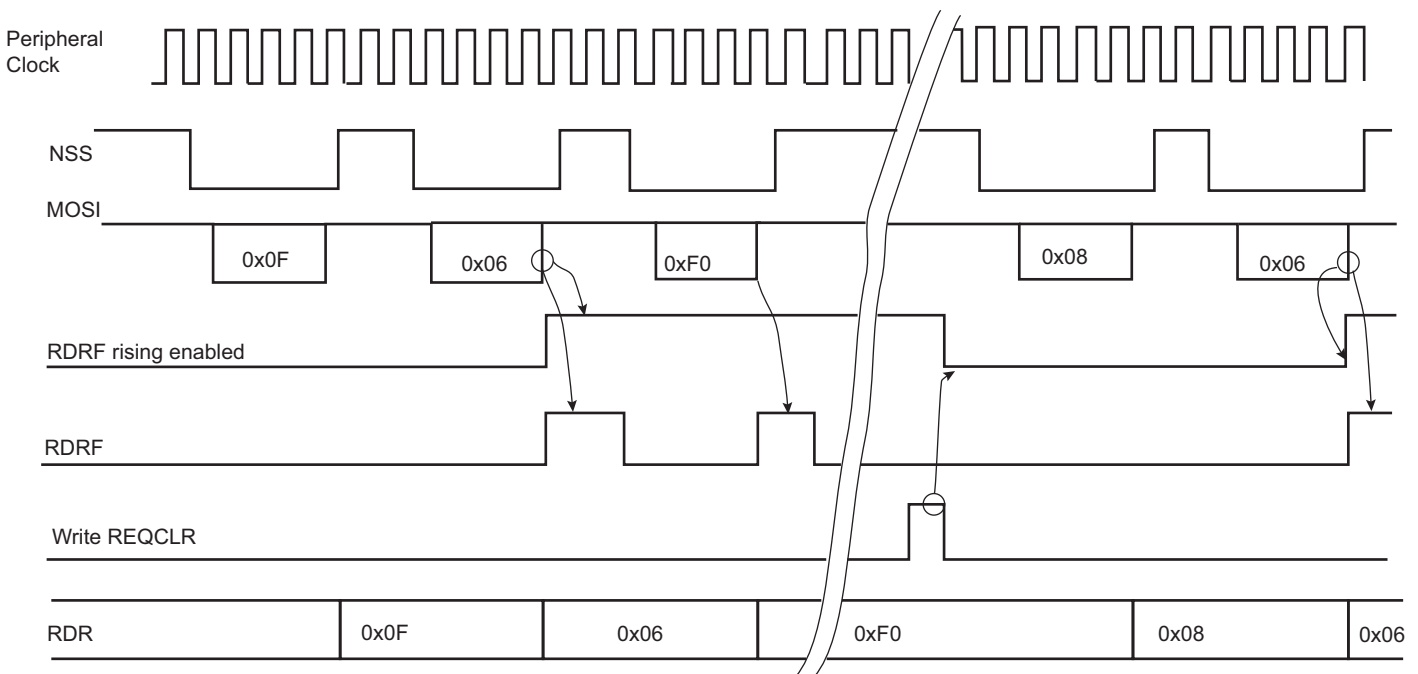 Peripheral
Clock
NSS
MOSI
0x0F
0x06
0xF0
0x08
0x06
RDRF rising enabled
RDRF
Write REQCLR
RDR
0x0F
0x06
0xF0
0x08
0x06